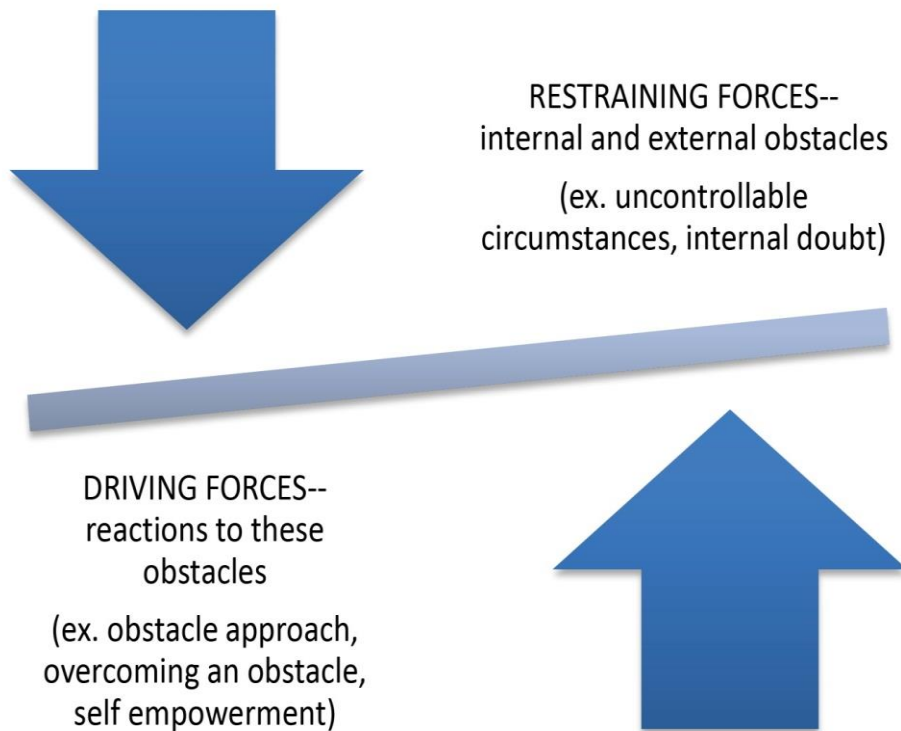 RESTRAINING FORCES--
internal and external obstacles
(ex. uncontrollable
circumstances, internal doubt)
DRIVING FORCES--
reactions to these
obstacles
(ex. obstacle approach,
overcoming an obstacle,
self empowerment)